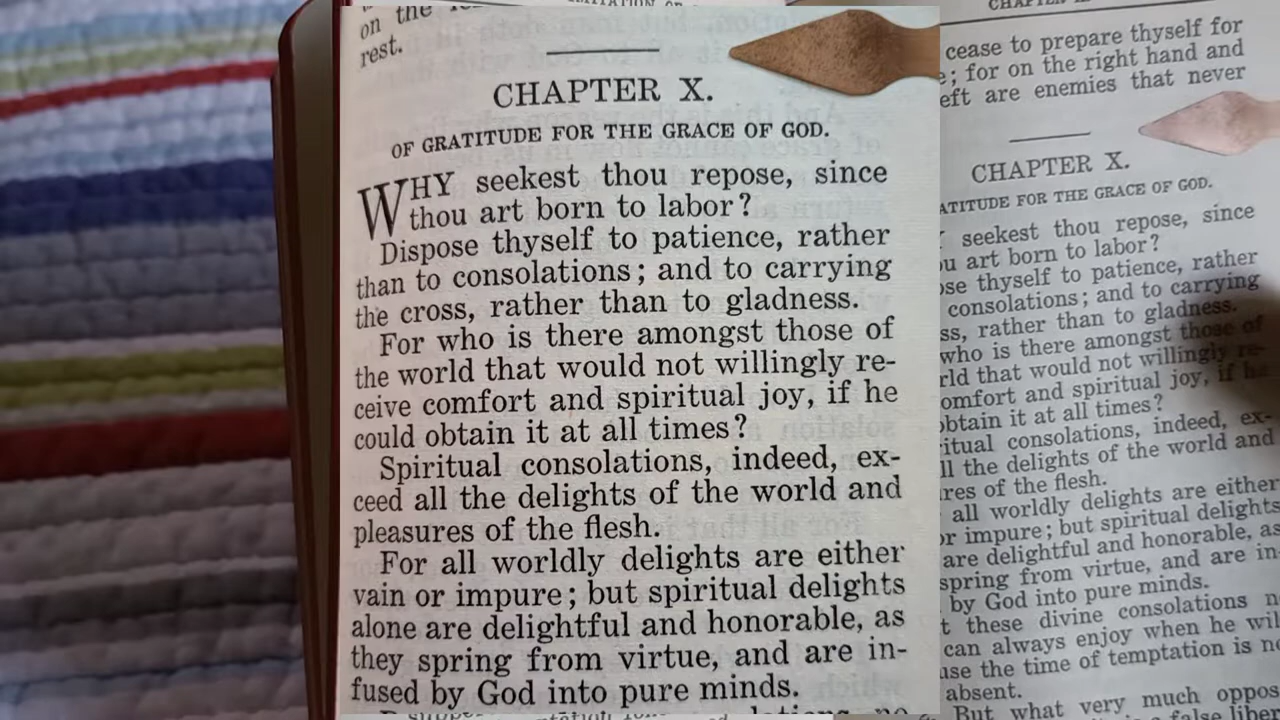 on the
rest.
CHAPTER X.
OF GRATITUDE FOR THE GRACE OF GOD.
WHY seekest thou repose, since
thou art born to labor?
Dispose thyself to patience, rather
than to consolations; and to carrying
the cross, rather than to gladness.
For who is there amongst those of
the world that would not willingly re-
ceive comfort and spiritual joy, if he
could obtain it at all times?
Spiritual consolations, indeed, ex-
ceed all the delights of the world and
pleasures of the flesh.
For all worldly delights are either
vain or impure; but spiritual delights
alone are delightful and honorable, as
they spring from virtue, and are in-
fused by God into pure minds.
cease to prepare thyself for
; for on the right hand and
eft are enemies that never
CHAPTER X.
ATITUDE FOR THE GRACE OF GOD.
seekest thou repose, since
u art born to labor?
se thyself to patience, rather
consolations; and to carrying
ss, rather than to gladness.
who is there amongst those of
rld that would not willingly re-
omfort and spiritual joy, if he
btain it at all times?
itual consolations, indeed, ex-
ll the delights of the world and
res of the flesh.
all worldly delights are either
or impure; but spiritual delights
are delightful and honorable, as
spring from virtue, and are in-
by God into pure minds.
t these divine consolations n
can always enjoy when he wil
use the time of temptation is n
absent.
But what very much oppos
false liber